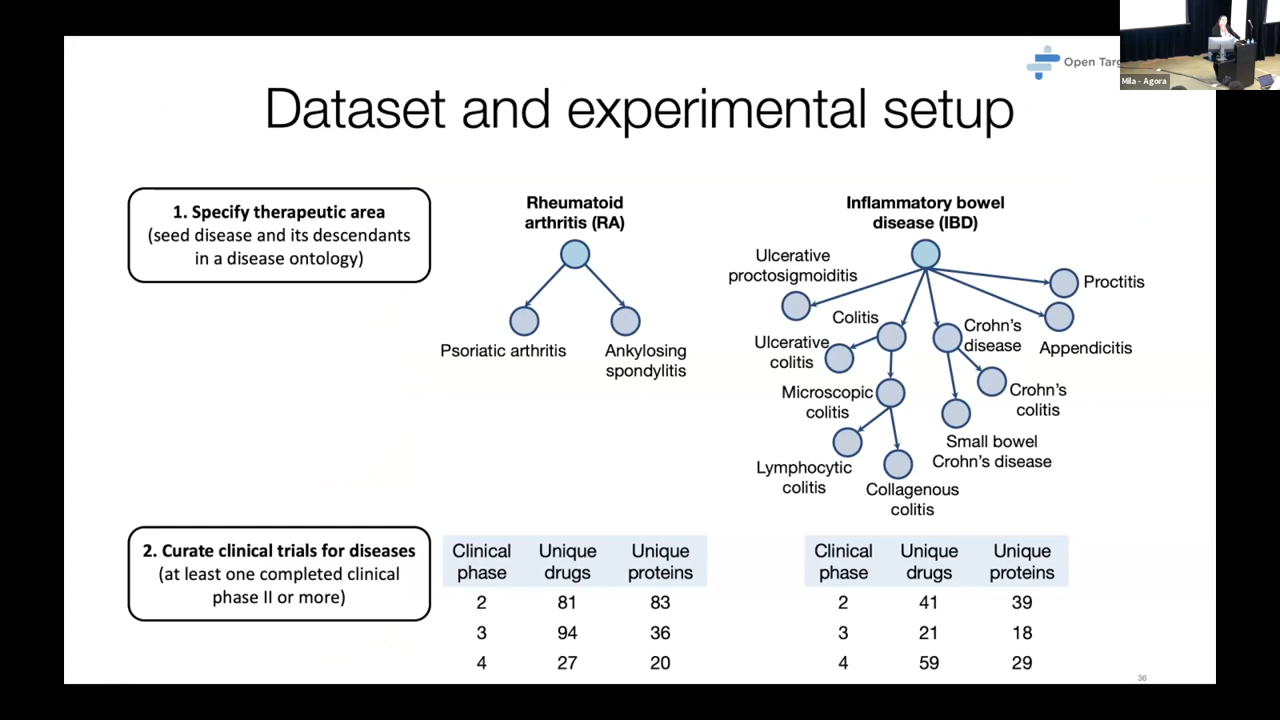 Open Targ
Mila - Agora
Dataset and experimental setup
1. Specify therapeutic area
(seed disease and its descendants
in a disease ontology)
Rheumatoid
arthritis (RA)
Psoriatic arthritis
Ankylosing
spondylitis
Inflammatory bowel
disease (IBD)
Ulcerative
proctosigmoiditis
Proctitis
Colitis
Crohn's
disease
Appendicitis
Ulcerative
colitis
Microscopic
colitis
Crohn's
colitis
Small bowel
Crohn's disease
Lymphocytic
colitis
Collagenous
colitis
2. Curate clinical trials for diseases
(at least one completed clinical
phase II or more)
Clinical phase Unique drugs Unique proteins
2 81 83
3 94 36
4 27 20
Clinical phase Unique drugs Unique proteins
2 41 39
3 21 18
4 59 29
36